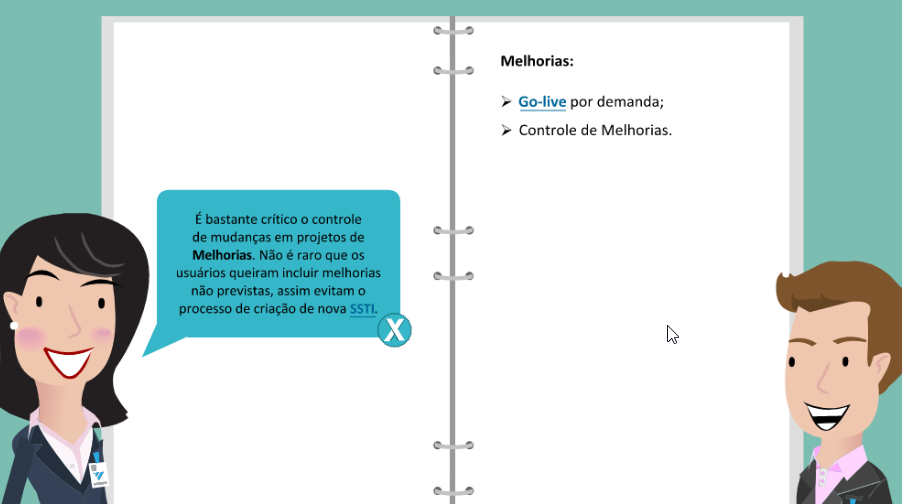 É bastante crítico o controle
de mudanças em projetos de
Melhorias. Não é raro que os
usuários queiram incluir melhorias
não previstas, assim evitam o
processo de criação de nova SSTI.
X
Melhorias:
Go-live por demanda;
Controle de Melhorias.